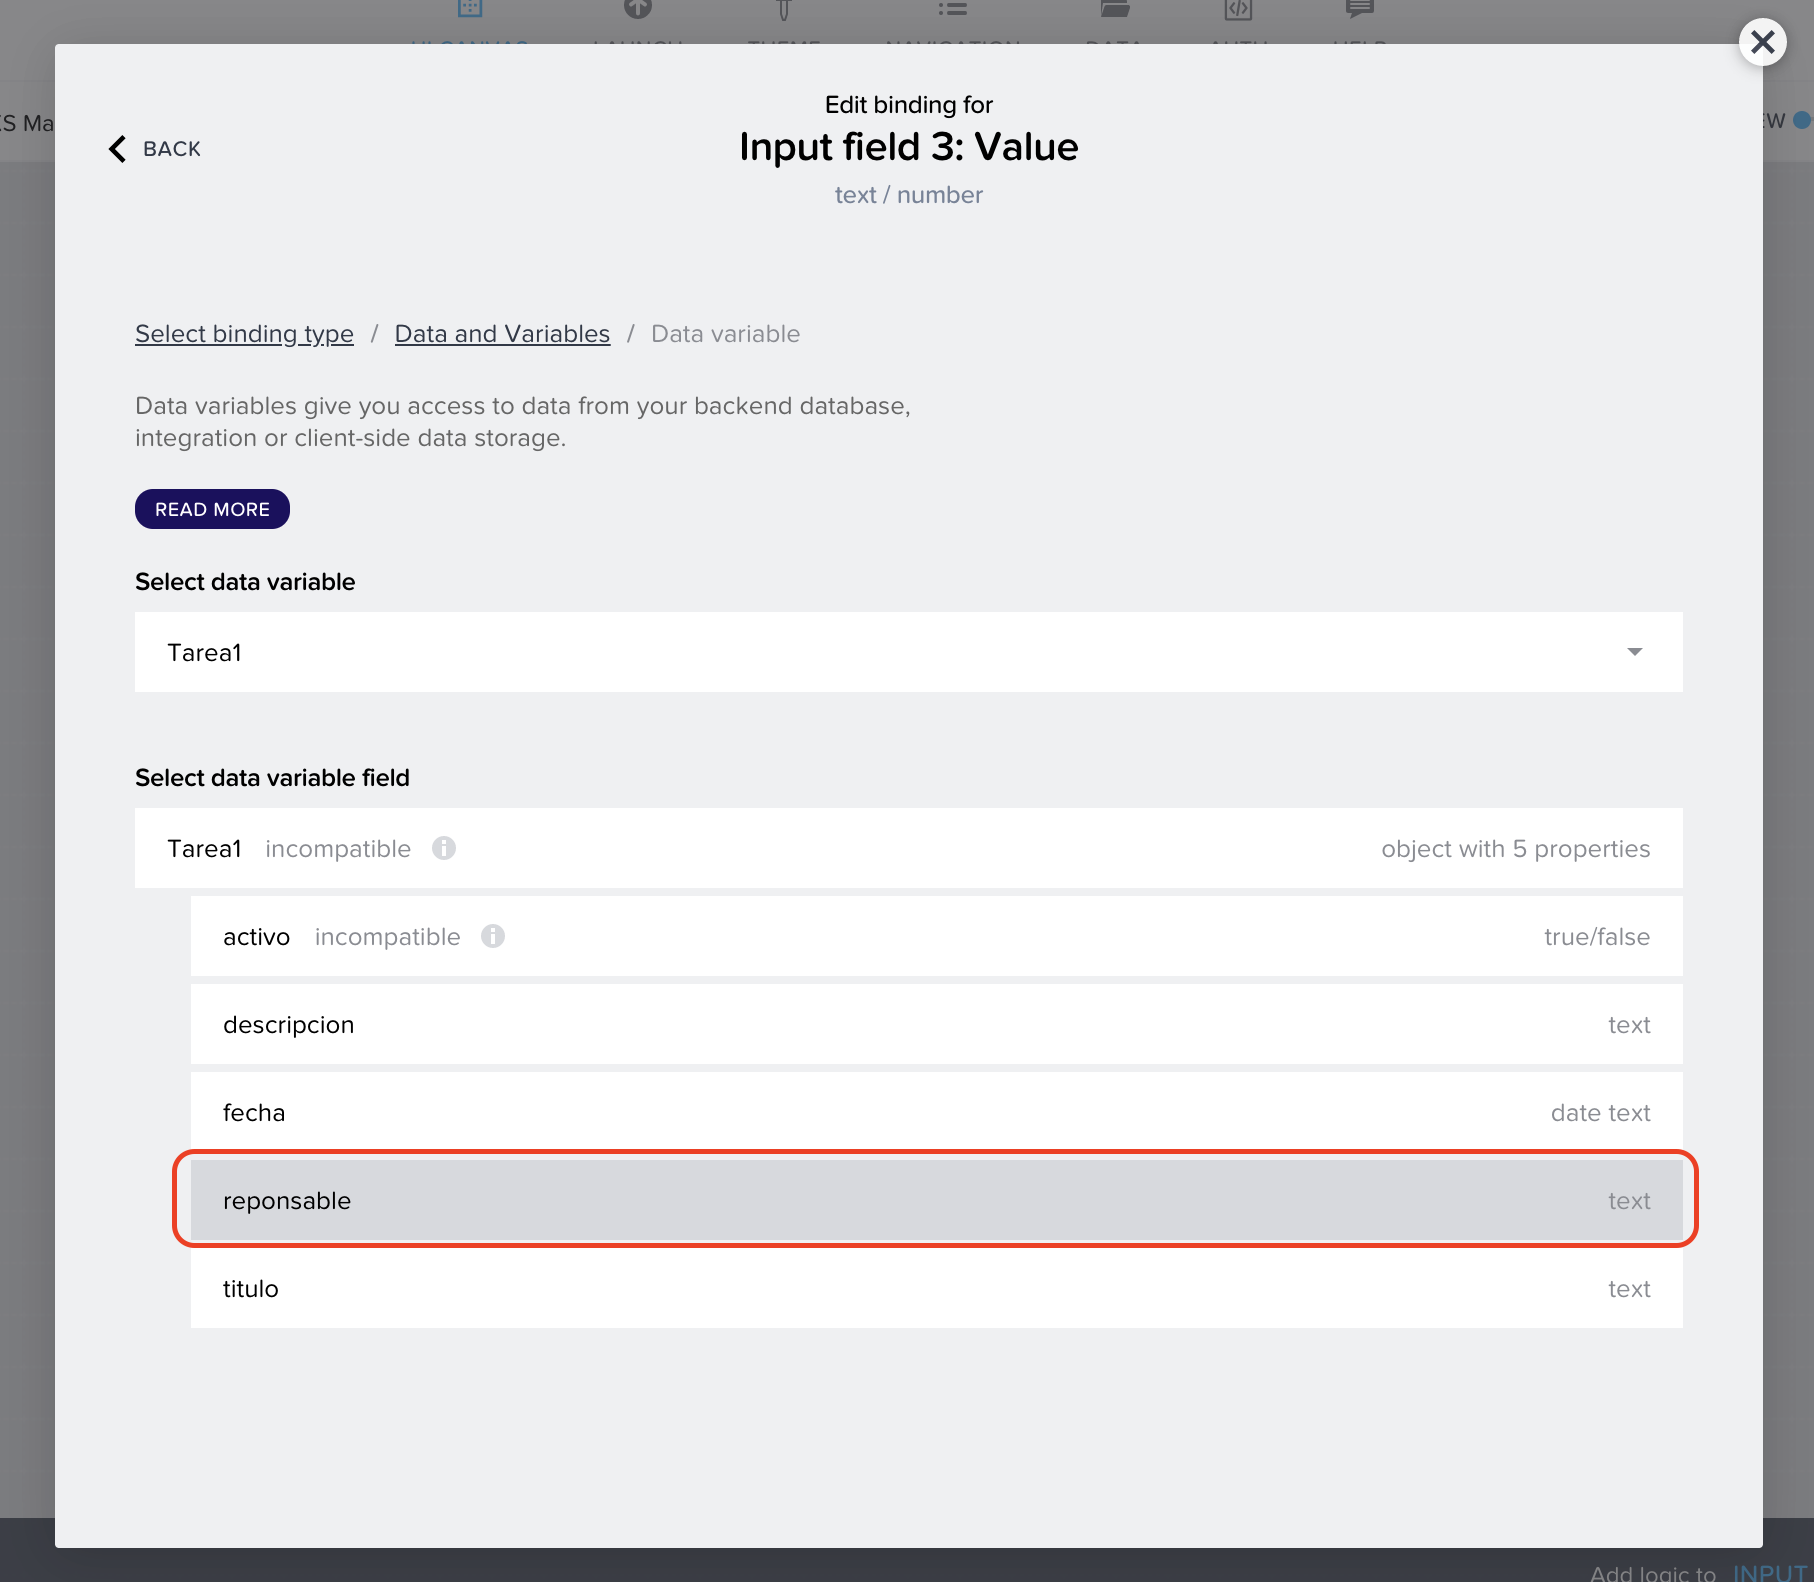 Edit binding for
BACK
Input field 3: Value
text / number
Select binding type / Data and Variables / Data variable
Data variables give you access to data from your backend database,
integration or client-side data storage.
READ MORE
Select data variable
Tarea1
Select data variable field
Tarea1 incompatible object with 5 properties
activo incompatible true/false
descripcion text
fecha date text
reponsable text
titulo text
Add logic to INPUT